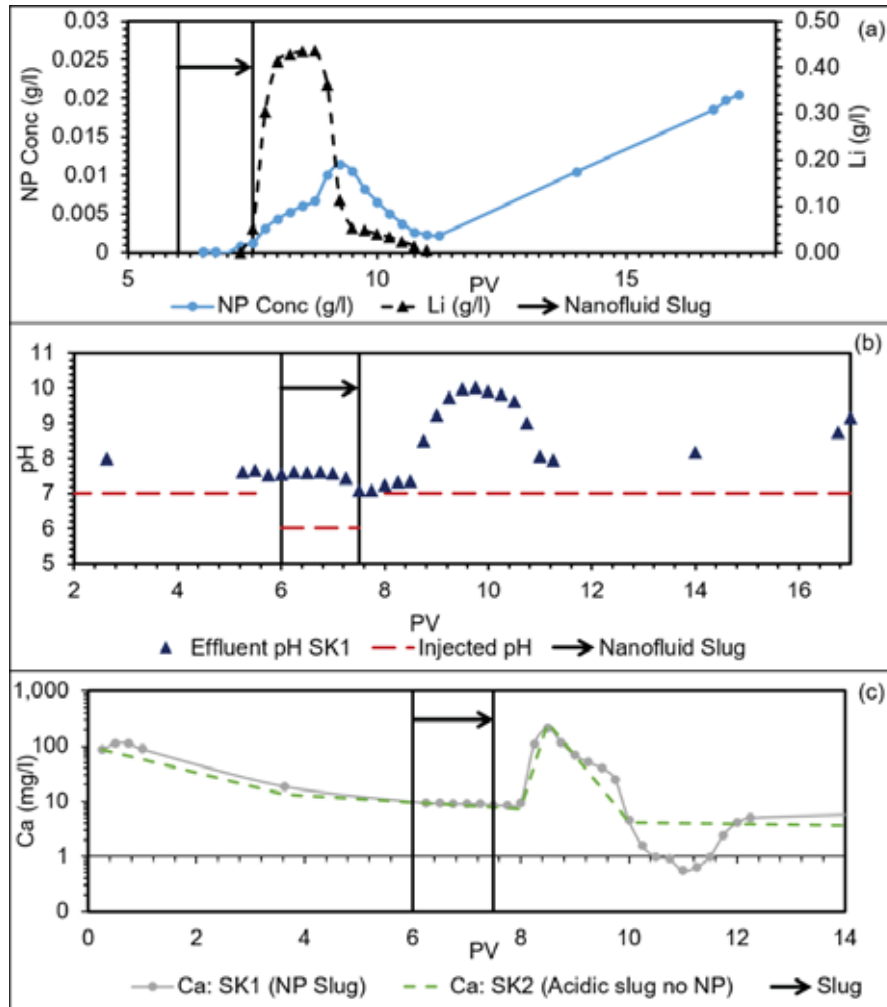 (a)
0.03
0.025
0.02
0.015
0.01
0.005
0
NP Conc (g/l)
0.50
0.40
0.30
0.20
0.10
0.00
Li (g/l)
5 10 15
PV
NP Conc (g/l) Li (g/l) Nanofluid Slug
(b)
11
10
9
8
7
6
5
pH
2 4 6 8 10 12 14 16
PV
Effluent pH SK1 Injected pH Nanofluid Slug
(c)
1,000
100
10
1
0
Ca (mg/l)
0 2 4 6 8 10 12 14
PV
Ca: SK1 (NP Slug) Ca: SK2 (Acidic slug no NP) Slug